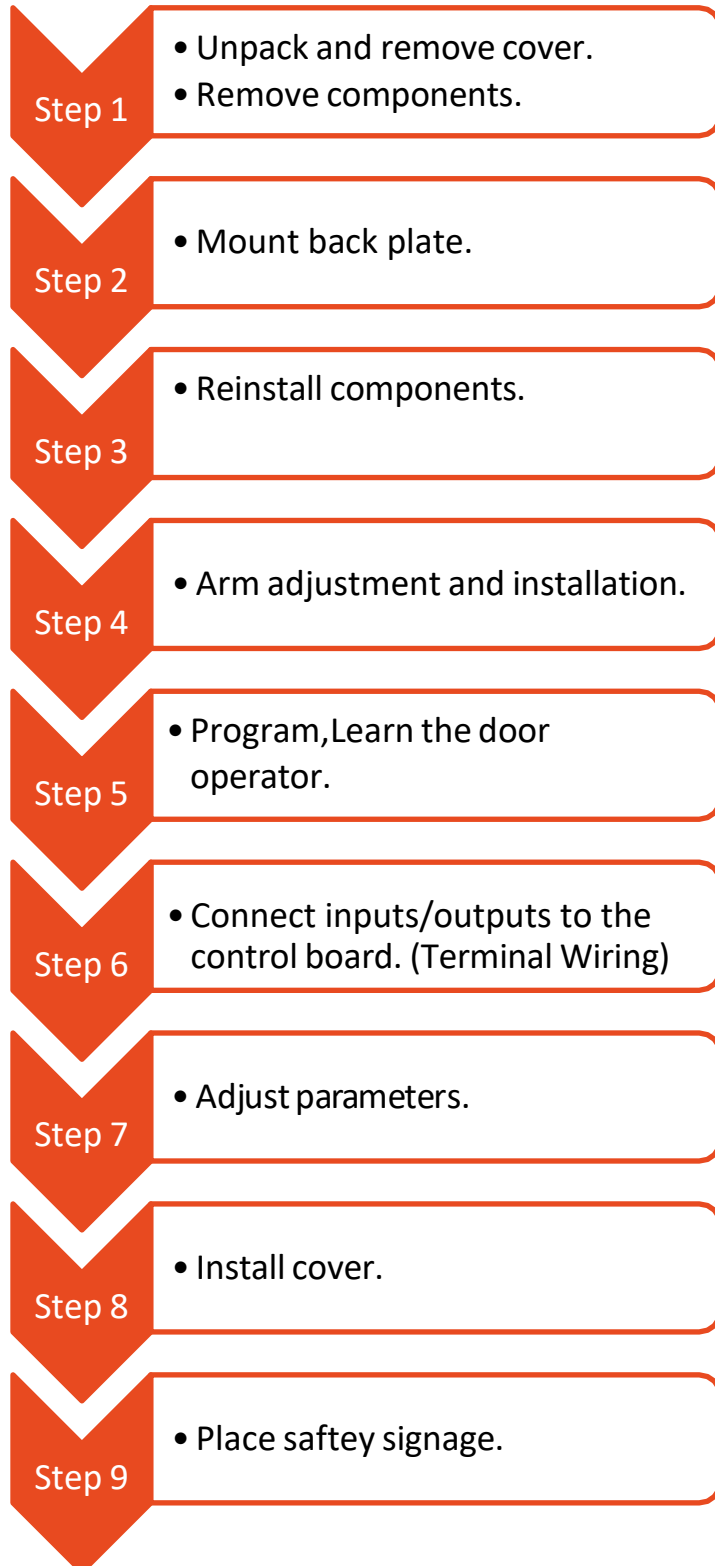 Step 1
• Unpack and remove cover.
• Remove components.
Step 2
• Mount back plate.
Step 3
• Reinstall components.
Step 4
• Arm adjustment and installation.
Step 5
• Program,Learn the door
operator.
Step 6
• Connect inputs/outputs to the
control board. (Terminal Wiring)
Step 7
• Adjust parameters.
Step 8
• Install cover.
Step 9
• Place saftey signage.